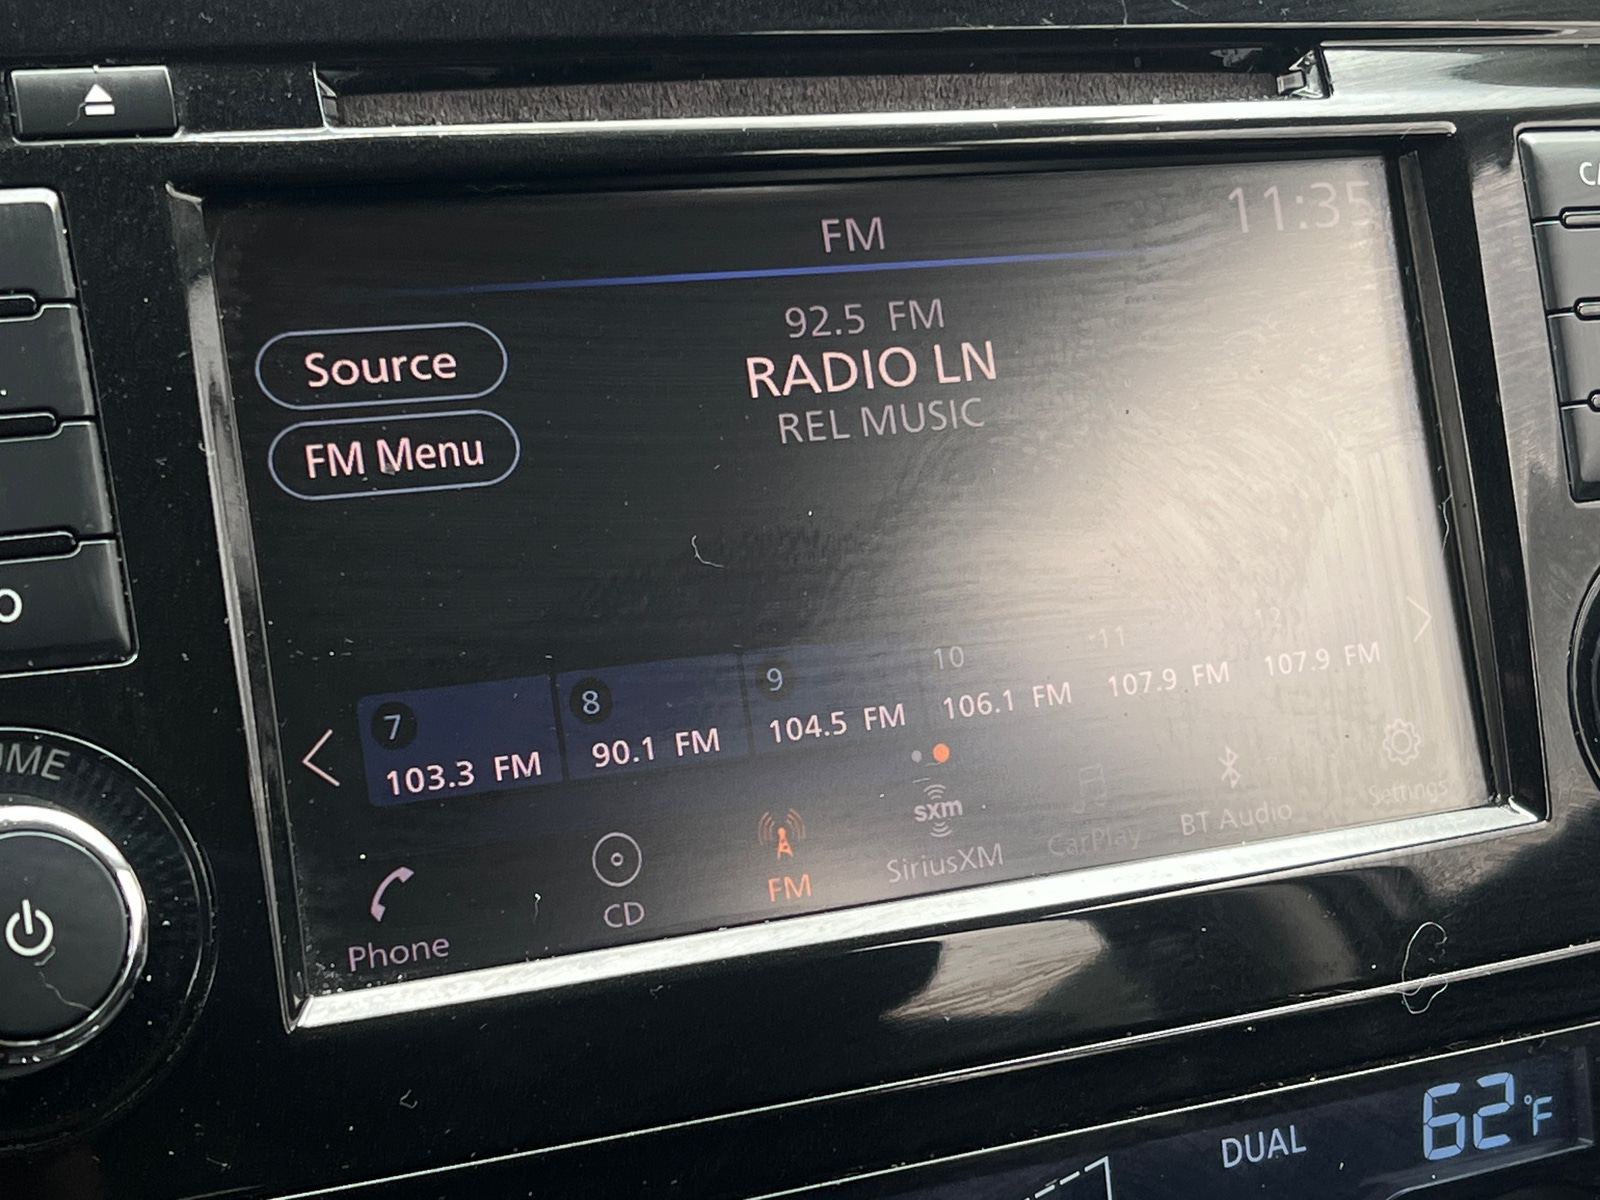 11:35
FM
92.5 FM
RADIO LN
REL MUSIC
Source
FM Menu
7 8 9 10 11 12
103.3 FM 90.1 FM 104.5 FM 106.1 FM 107.9 FM 107.9 FM
sxm
Phone CD FM SiriusXM CarPlay BT Audio Settings
DUAL 62°F